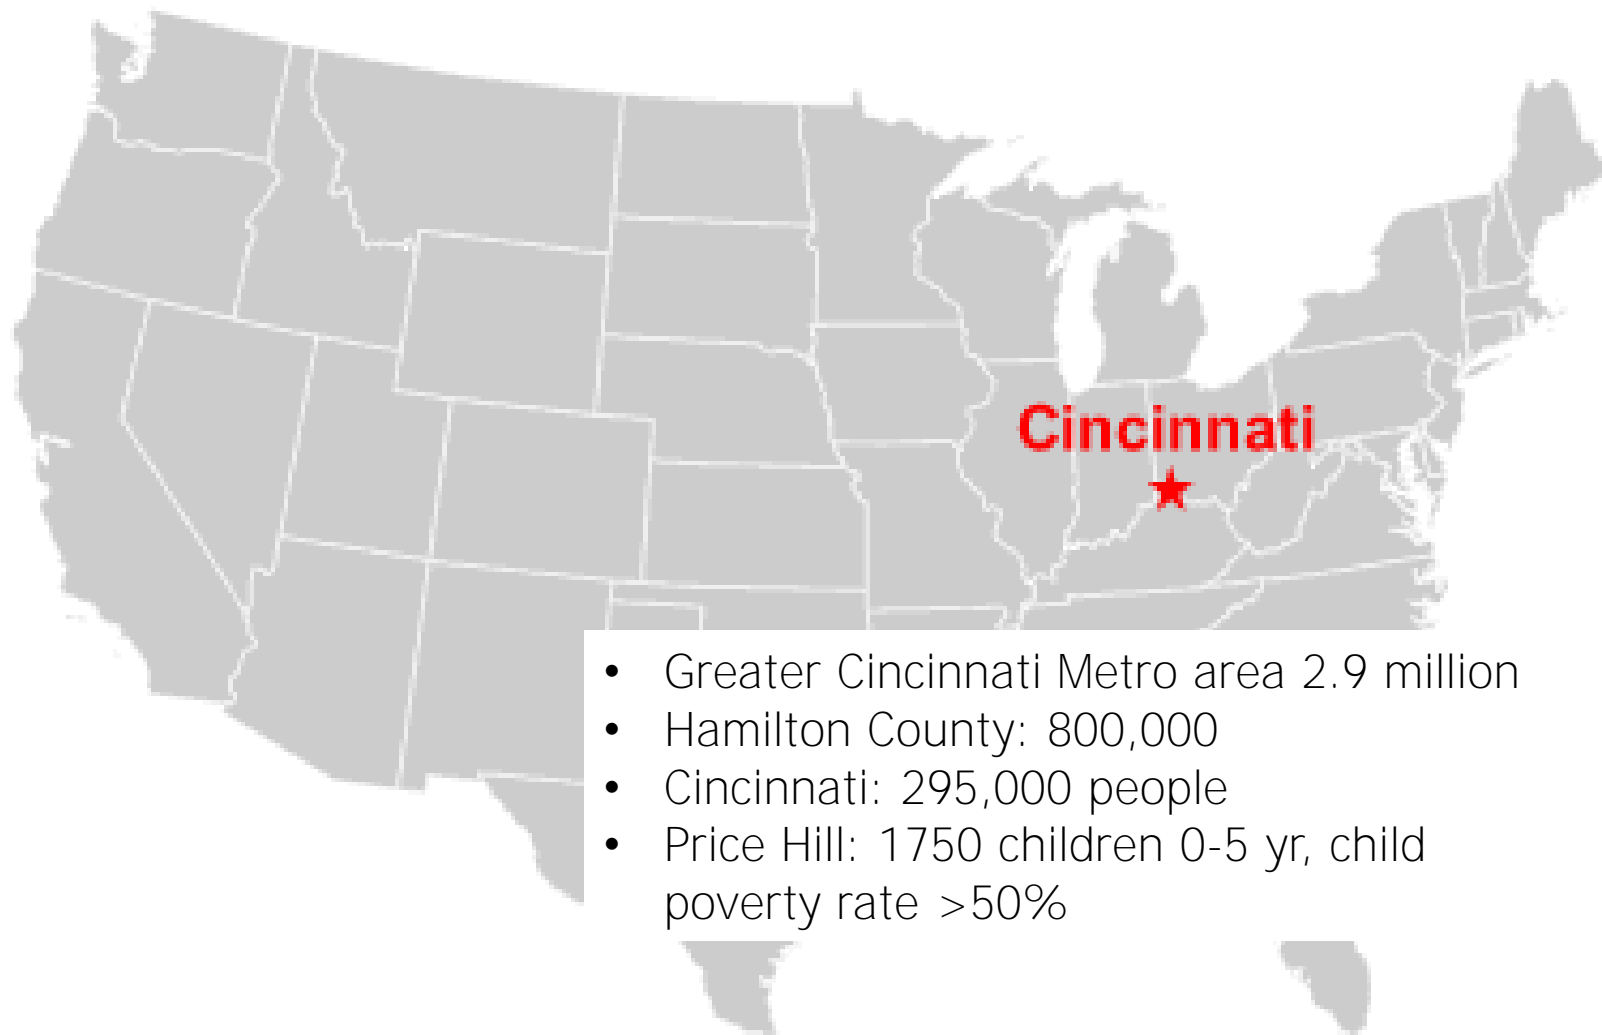 Cincinnati
• Greater Cincinnati Metro area 2.9 million
• Hamilton County: 800,000
• Cincinnati: 295,000 people
• Price Hill: 1750 children 0-5 yr, child
poverty rate >50%